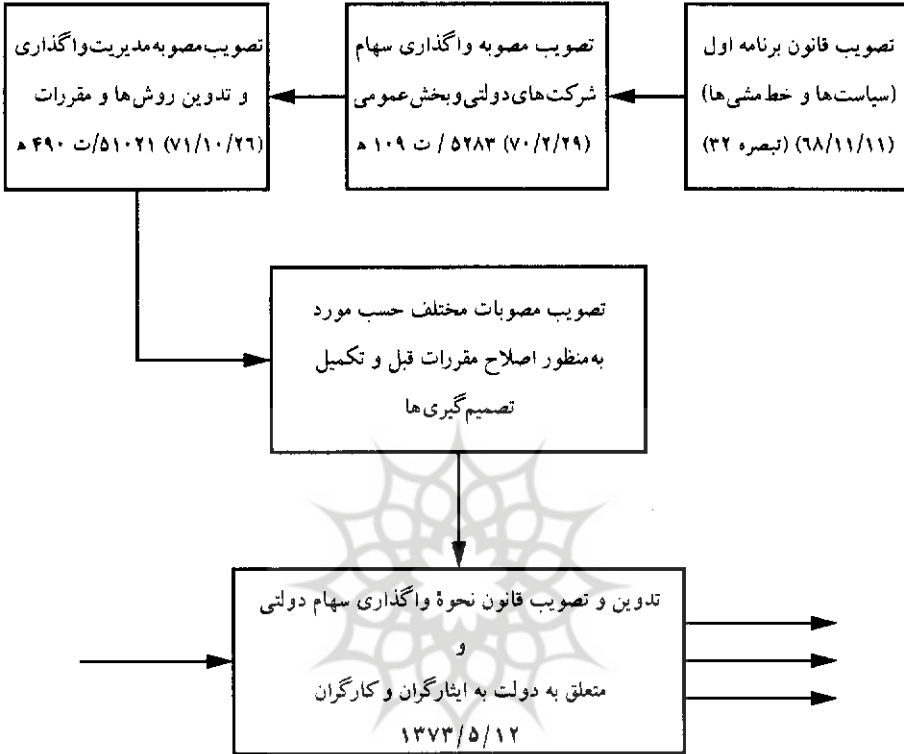 تصویب قانون برنامه اول
(سیاست‌ها و خط‌مشی‌ها)
(۶۸/۱۱/۱۱) (تبصره ۳۲)
تصویب مصوبه واگذاری سهام
شرکت‌های دولتی و بخش عمومی
(۷۰/۲/۲۹) ۵۲۸۳ / ت ۱۰۹ ه
تصویب مصوبه مدیریت واگذاری
و تدوین روش‌ها و مقررات
(۷۱/۱۰/۲۶) ۵۱۰۲۱/ت ۴۹۰ ه
تصویب مصوبات مختلف حسب مورد
به‌منظور اصلاح مقررات قبل و تکمیل
تصمیم‌گیری‌ها
تدوین و تصویب قانون نحوهٔ واگذاری سهام دولتی
و
متعلق به دولت به ایثارگران و کارگران
۱۳۷۳/۵/۱۲